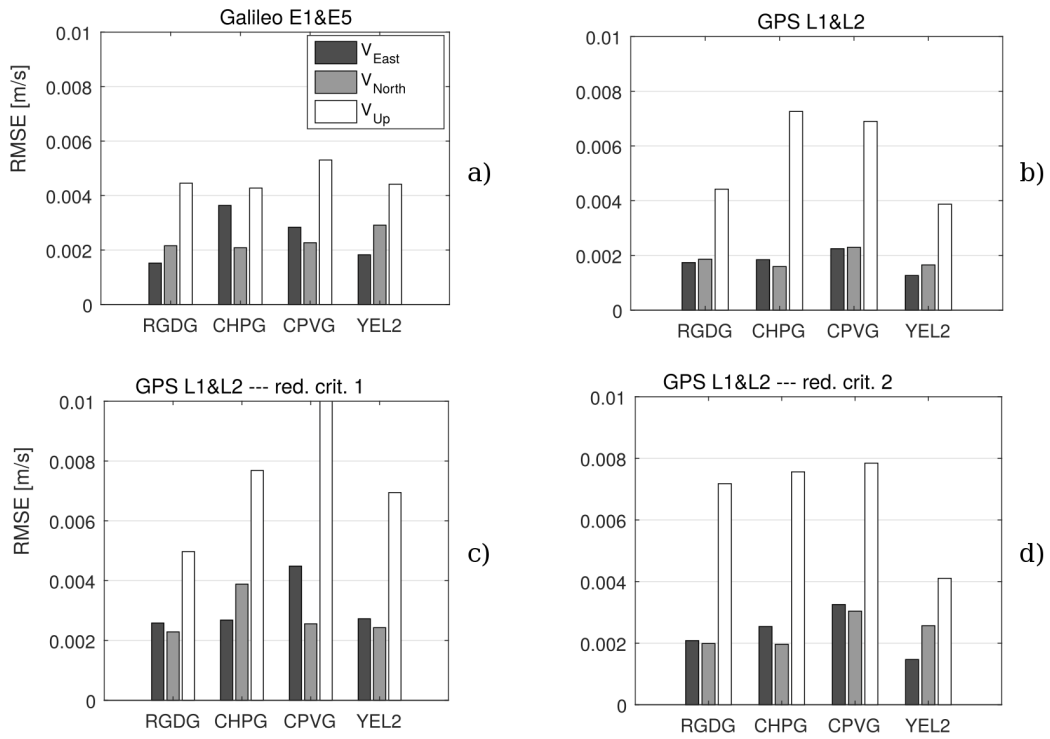 Galileo E1&E5
0.01
0.008
0.006
0.004
0.002
0
RMSE [m/s]
V East
V North
V Up
RGDG CHPG CPVG YEL2
a)
GPS L1&L2
0.01
0.008
0.006
0.004
0.002
0
RGDG CHPG CPVG YEL2
b)
GPS L1&L2 --- red. crit. 1
0.01
0.008
0.006
0.004
0.002
0
RMSE [m/s]
RGDG CHPG CPVG YEL2
c)
GPS L1&L2 --- red. crit. 2
0.01
0.008
0.006
0.004
0.002
0
RGDG CHPG CPVG YEL2
d)